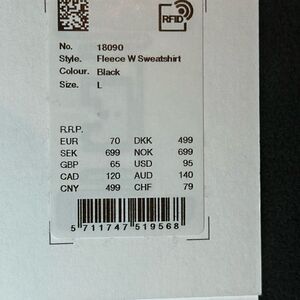 RFID
No. 18090
Style. Fleece W Sweatshirt
Colour. Black
Size. L
R.R.P.
EUR 70 DKK 499
SEK 699 NOK 699
GBP 65 USD 95
CAD 120 AUD 140
CNY 499 CHF 79
5 711747 519568